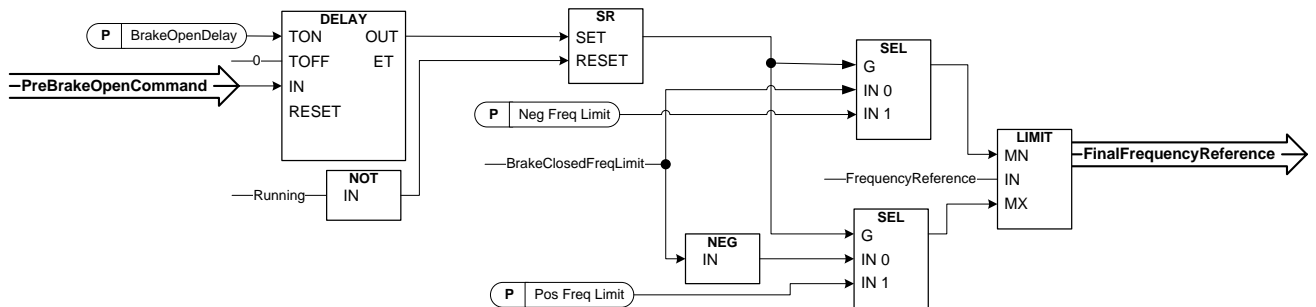 DELAY
P BrakeOpenDelay
TON OUT
0 TOFF ET
PreBrakeOpenCommand
IN
RESET
SR
SET
RESET
SEL
G
IN 0
IN 1
P Neg Freq Limit
BrakeClosedFreqLimit
Running
NOT
IN
LIMIT
MN
IN
MX
FinalFrequencyReference
FrequencyReference
SEL
G
IN 0
IN 1
NEG
IN
P Pos Freq Limit